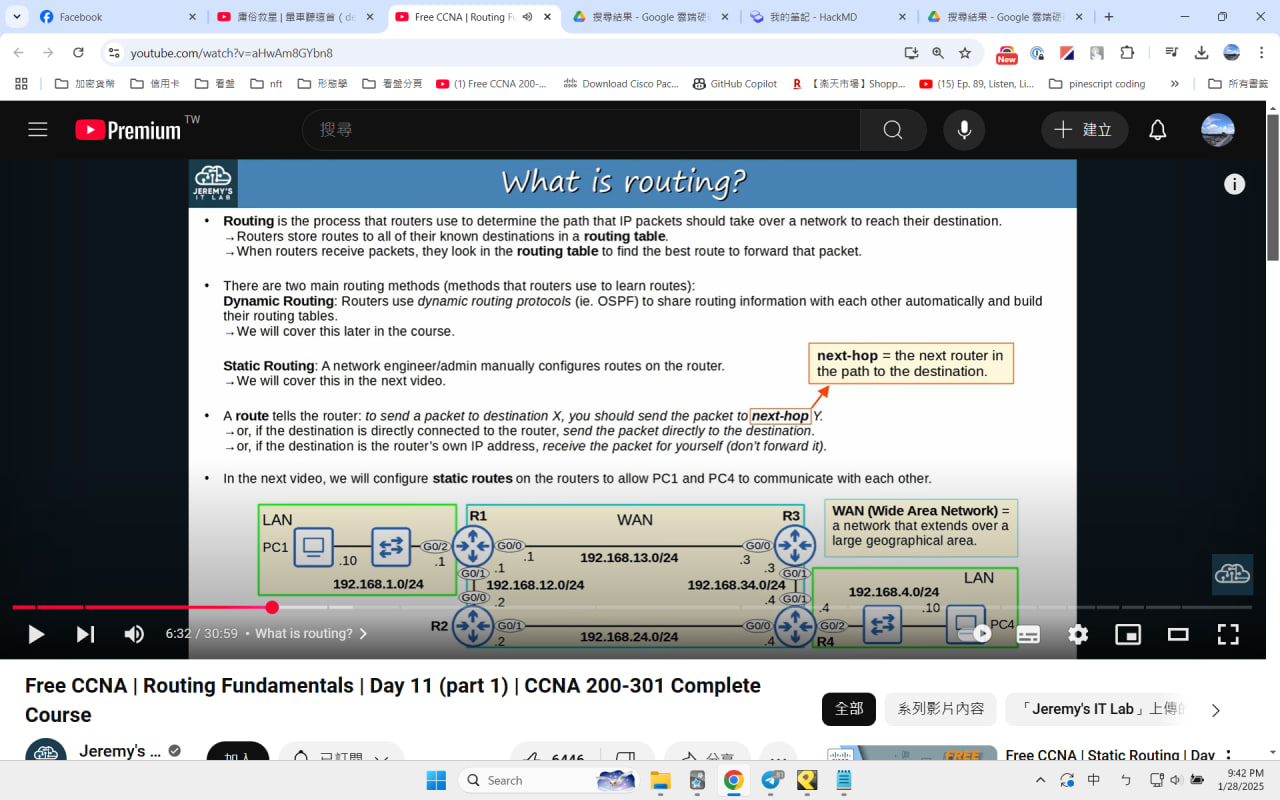 Facebook
庸俗救星 | 暈車聽這首 ( de
Free CCNA | Routing Fu
搜尋結果 - Google 雲端硬
我的筆記 - HackMD
搜尋結果 - Google 雲端硬
youtube.com/watch?v=aHwAm8GYbn8
New
加密貨幣
信用卡
看盤
nft
形態學
看盤分頁
(1) Free CCNA 200-...
Download Cisco Pac...
GitHub Copilot
【楽天市場】Shopp...
(15) Ep. 89, Listen, Li...
pinescript coding
所有書籤
Premium TW
搜尋
建立
JEREMY'S
IT LAB
What is routing?
• Routing is the process that routers use to determine the path that IP packets should take over a network to reach their destination.
→Routers store routes to all of their known destinations in a routing table.
→When routers receive packets, they look in the routing table to find the best route to forward that packet.
• There are two main routing methods (methods that routers use to learn routes):
Dynamic Routing: Routers use dynamic routing protocols (ie. OSPF) to share routing information with each other automatically and build
their routing tables.
→We will cover this later in the course.
Static Routing: A network engineer/admin manually configures routes on the router.
→We will cover this in the next video.
next-hop = the next router in
the path to the destination.
• A route tells the router: to send a packet to destination X, you should send the packet to next-hop Y.
→or, if the destination is directly connected to the router, send the packet directly to the destination.
→or, if the destination is the router's own IP address, receive the packet for yourself (don't forward it).
• In the next video, we will configure static routes on the routers to allow PC1 and PC4 to communicate with each other.
LAN
PC1
.10
192.168.1.0/24
G0/2
.1
R1
WAN
R3
G0/0
.1
192.168.13.0/24
G0/0
.3
G0/1
.1
192.168.12.0/24
192.168.34.0/24
.3
G0/1
G0/0
.2
.4
G0/1
R2
G0/1
.2
192.168.24.0/24
G0/0
.4
G0/2
R4
.4
192.168.4.0/24
.10
LAN
PC4
WAN (Wide Area Network) =
a network that extends over a
large geographical area.
6:32 / 30:59 • What is routing?
Free CCNA | Routing Fundamentals | Day 11 (part 1) | CCNA 200-301 Complete
Course
全部
系列影片內容
「Jeremy's IT Lab」上傳的
Jeremy's ...
加入
已訂閱
6446
分享
FREE
Free CCNA | Static Routing | Day
Search
中
9:42 PM
1/28/2025